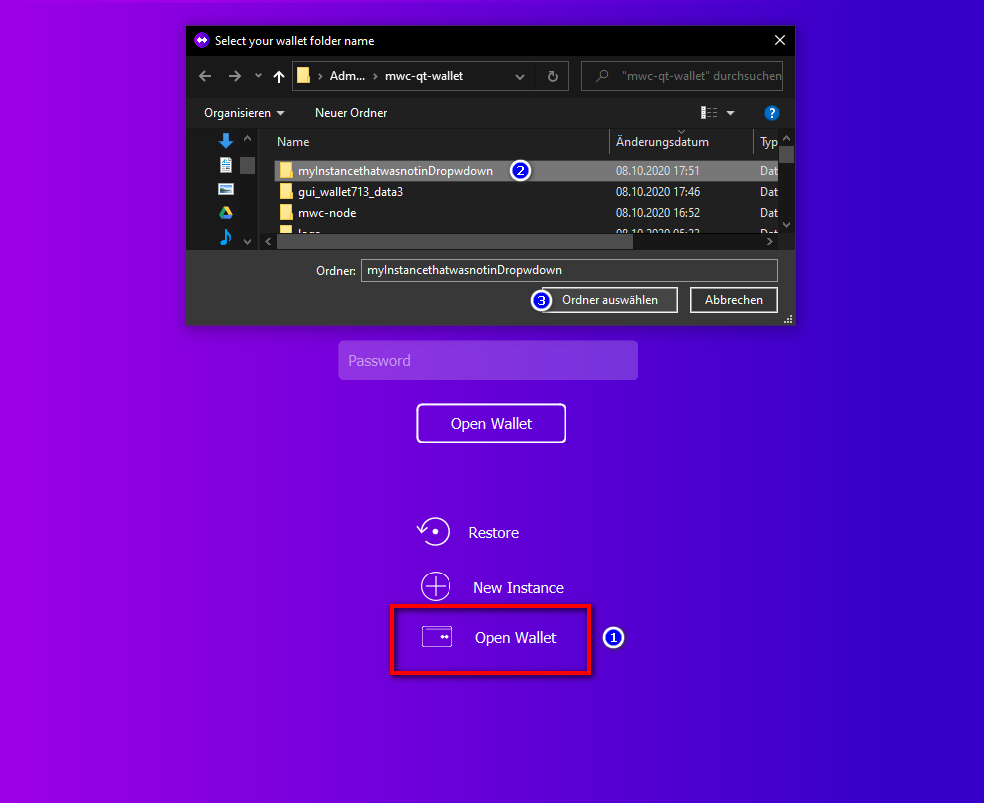 Select your wallet folder name
Adm... mwc-qt-wallet "mwc-qt-wallet" durchsuchen
Organisieren Neuer Ordner
Name Änderungsdatum Typ
myInstancethatwasnotinDropwdown 2 08.10.2020 17:51 Dat
gui_wallet713_data3 08.10.2020 17:46 Dat
mwc-node 08.10.2020 16:52 Dat
Ordner: myInstancethatwasnotinDropwdown
3 Ordner auswählen Abbrechen
Password
Open Wallet
Restore
New Instance
Open Wallet 1